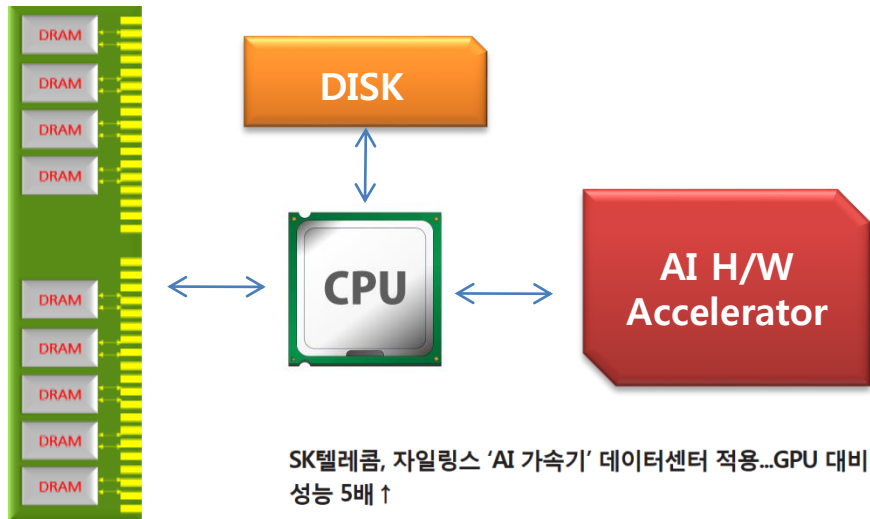 DRAM
DRAM
DRAM
DRAM
DRAM
DRAM
DRAM
DRAM
DRAM
DISK
CPU
AI H/W
Accelerator
SK텔레콤, 자일링스 ‘AI 가속기’ 데이터센터 적용...GPU 대비
성능 5배 ↑